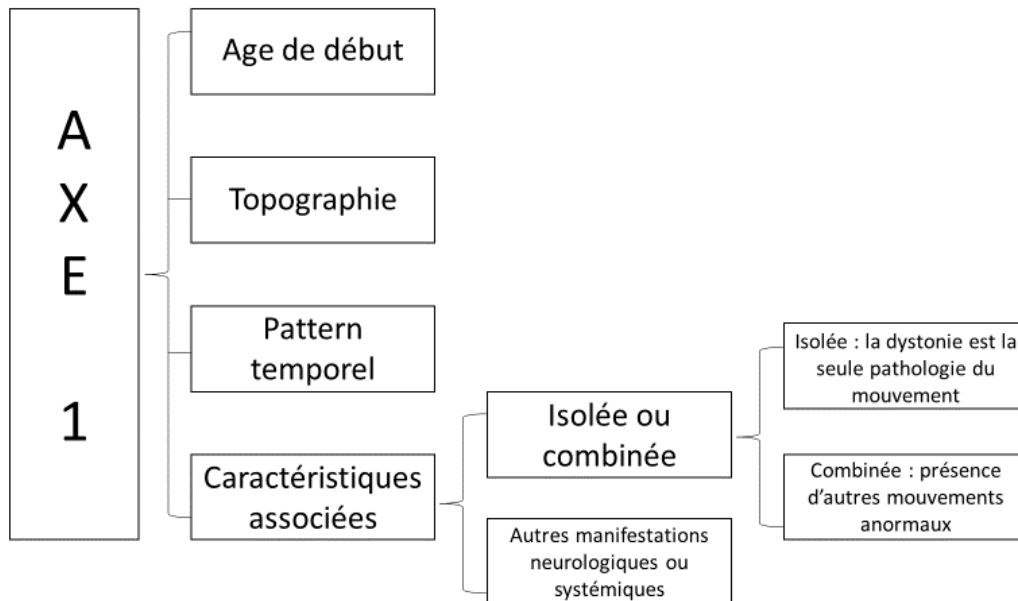 A
X
E
1
Age de début
Topographie
Pattern
temporel
Caractéristiques
associées
Isolée ou
combinée
Autres manifestations
neurologiques ou
systémiques
Isolée : la dystonie est la
seule pathologie du
mouvement
Combinée : présence
d’autres mouvements
anormaux